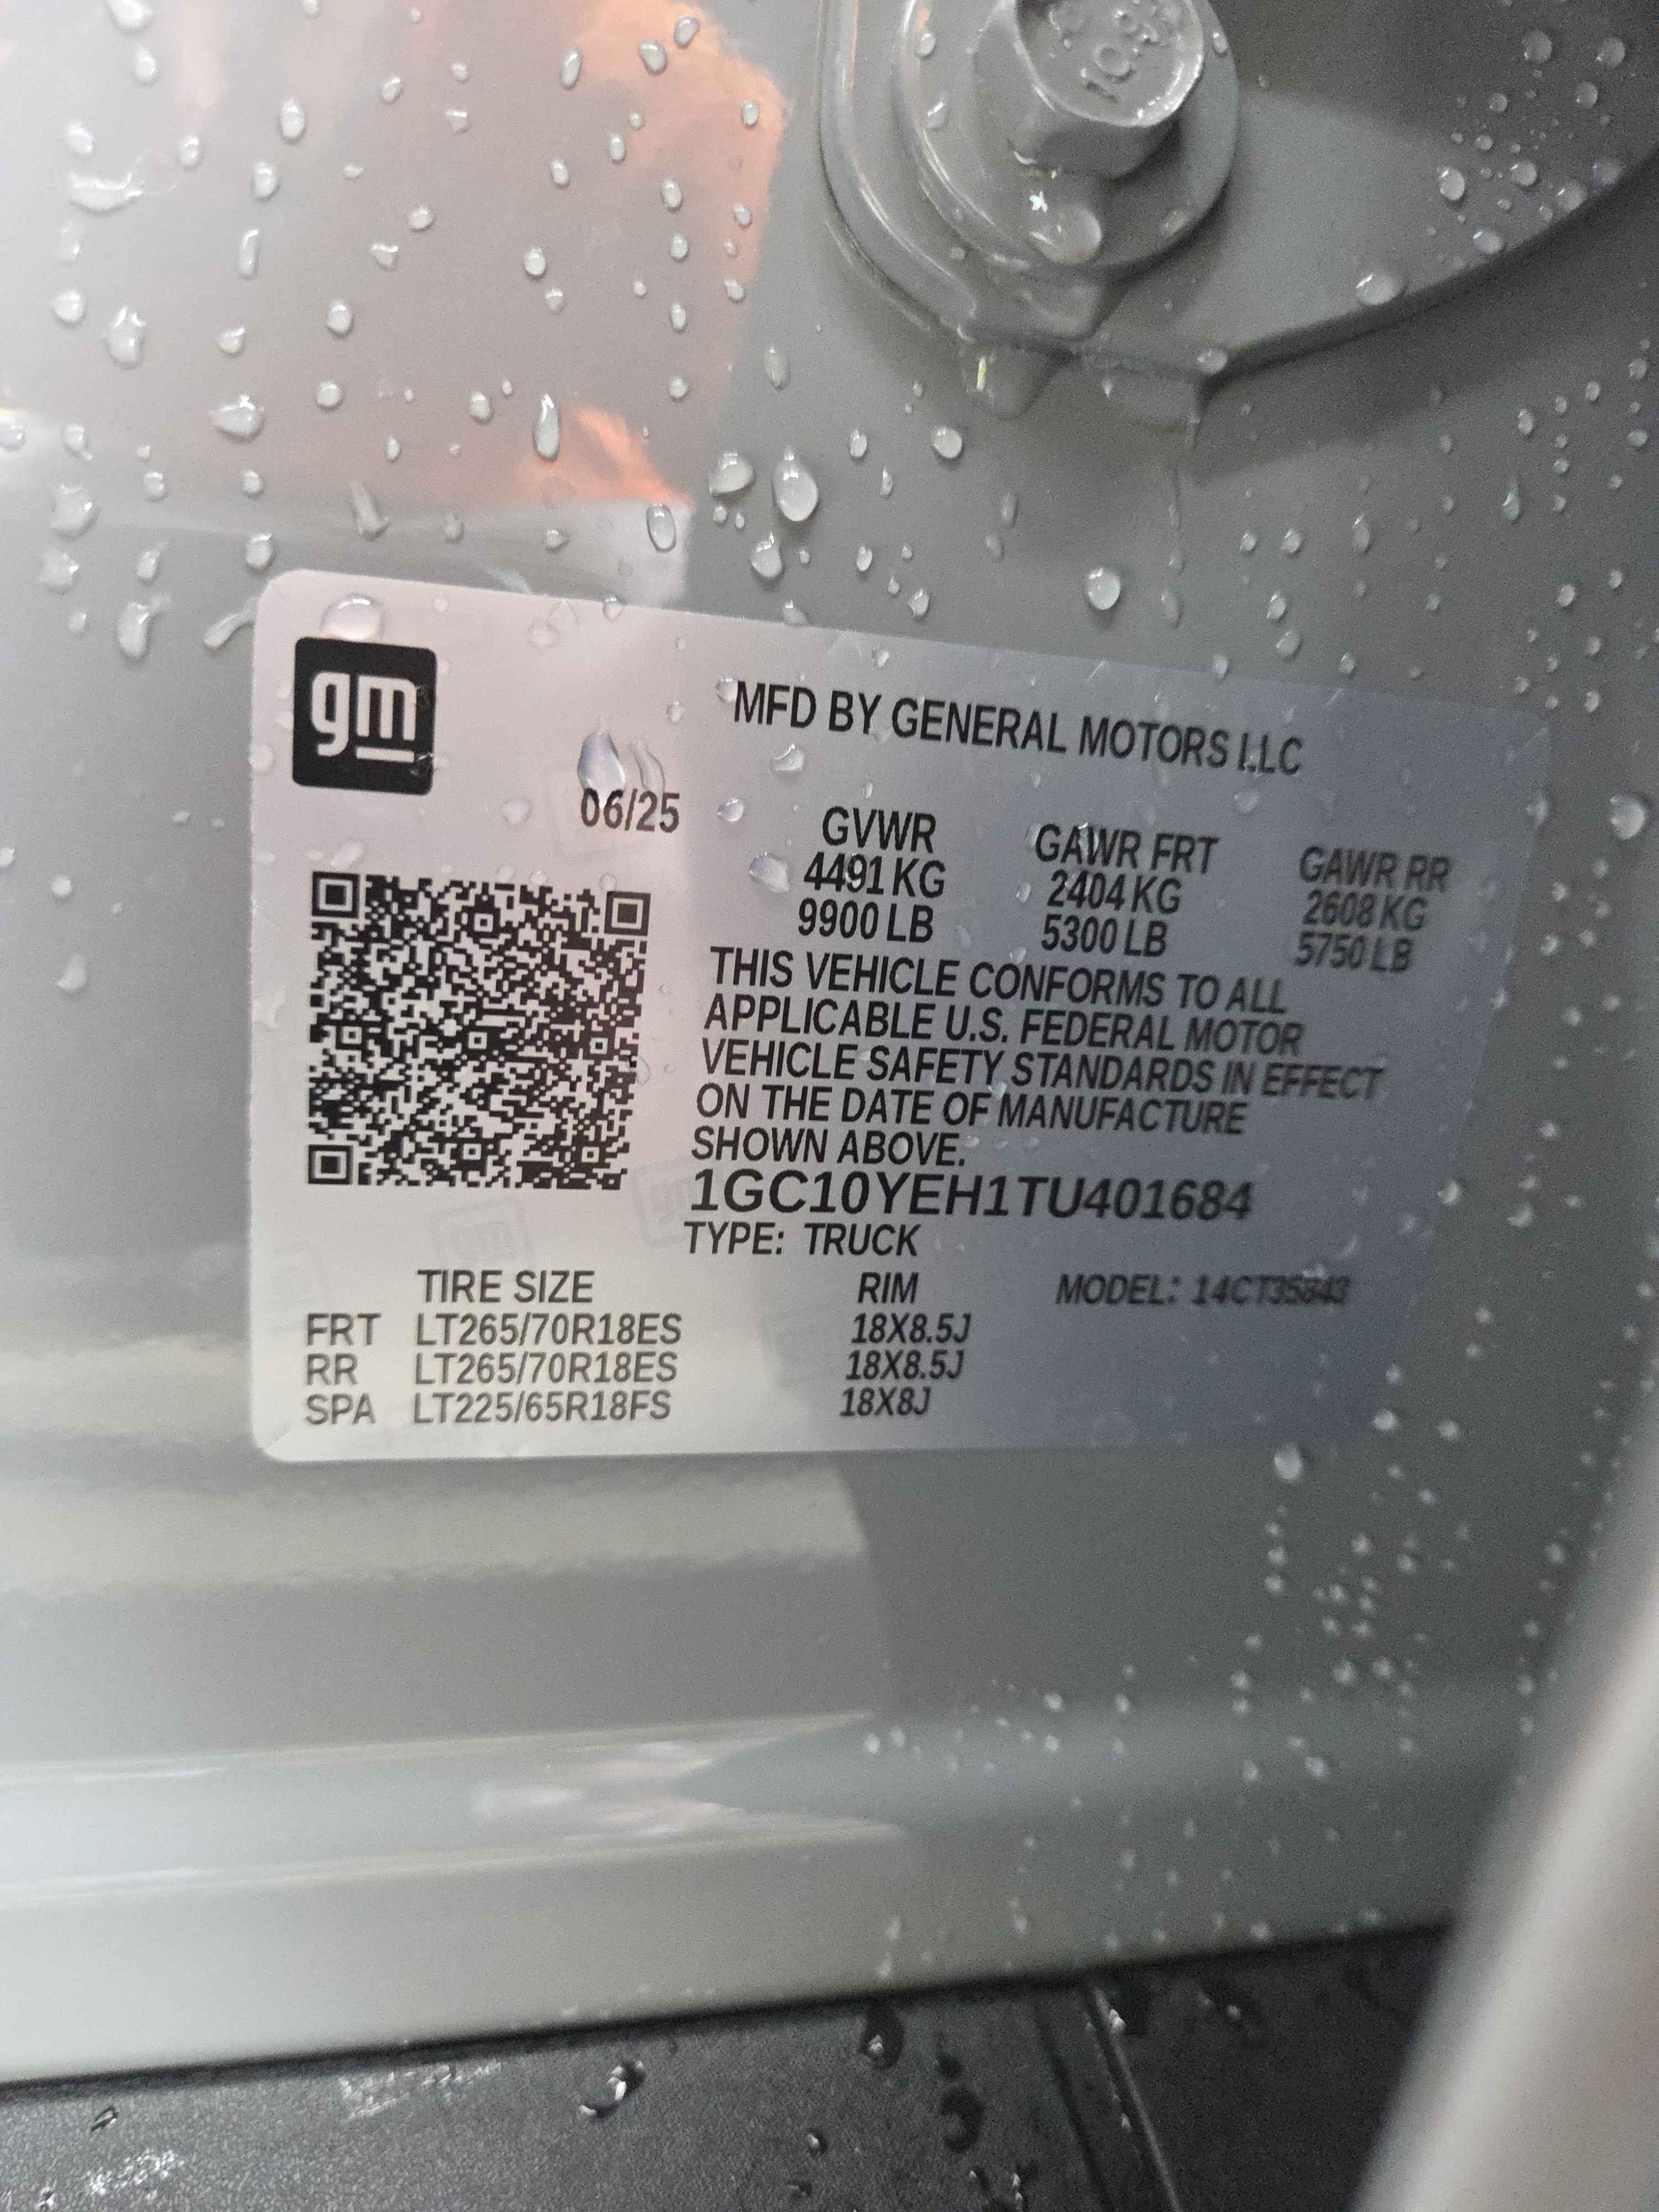 10.9
gm
MFD BY GENERAL MOTORS LLC
06/25
GVWR GAWR FRT GAWR RR
4491 KG 2404 KG 2608 KG
9900 LB 5300 LB 5750 LB
THIS VEHICLE CONFORMS TO ALL
APPLICABLE U.S. FEDERAL MOTOR
VEHICLE SAFETY STANDARDS IN EFFECT
ON THE DATE OF MANUFACTURE
SHOWN ABOVE.
1GC10YEH1TU401684
TYPE: TRUCK
TIRE SIZE RIM MODEL:
FRT LT265/70R18ES 18X8.5J
RR LT265/70R18ES 18X8.5J
SPA LT225/65R18FS 18X8J